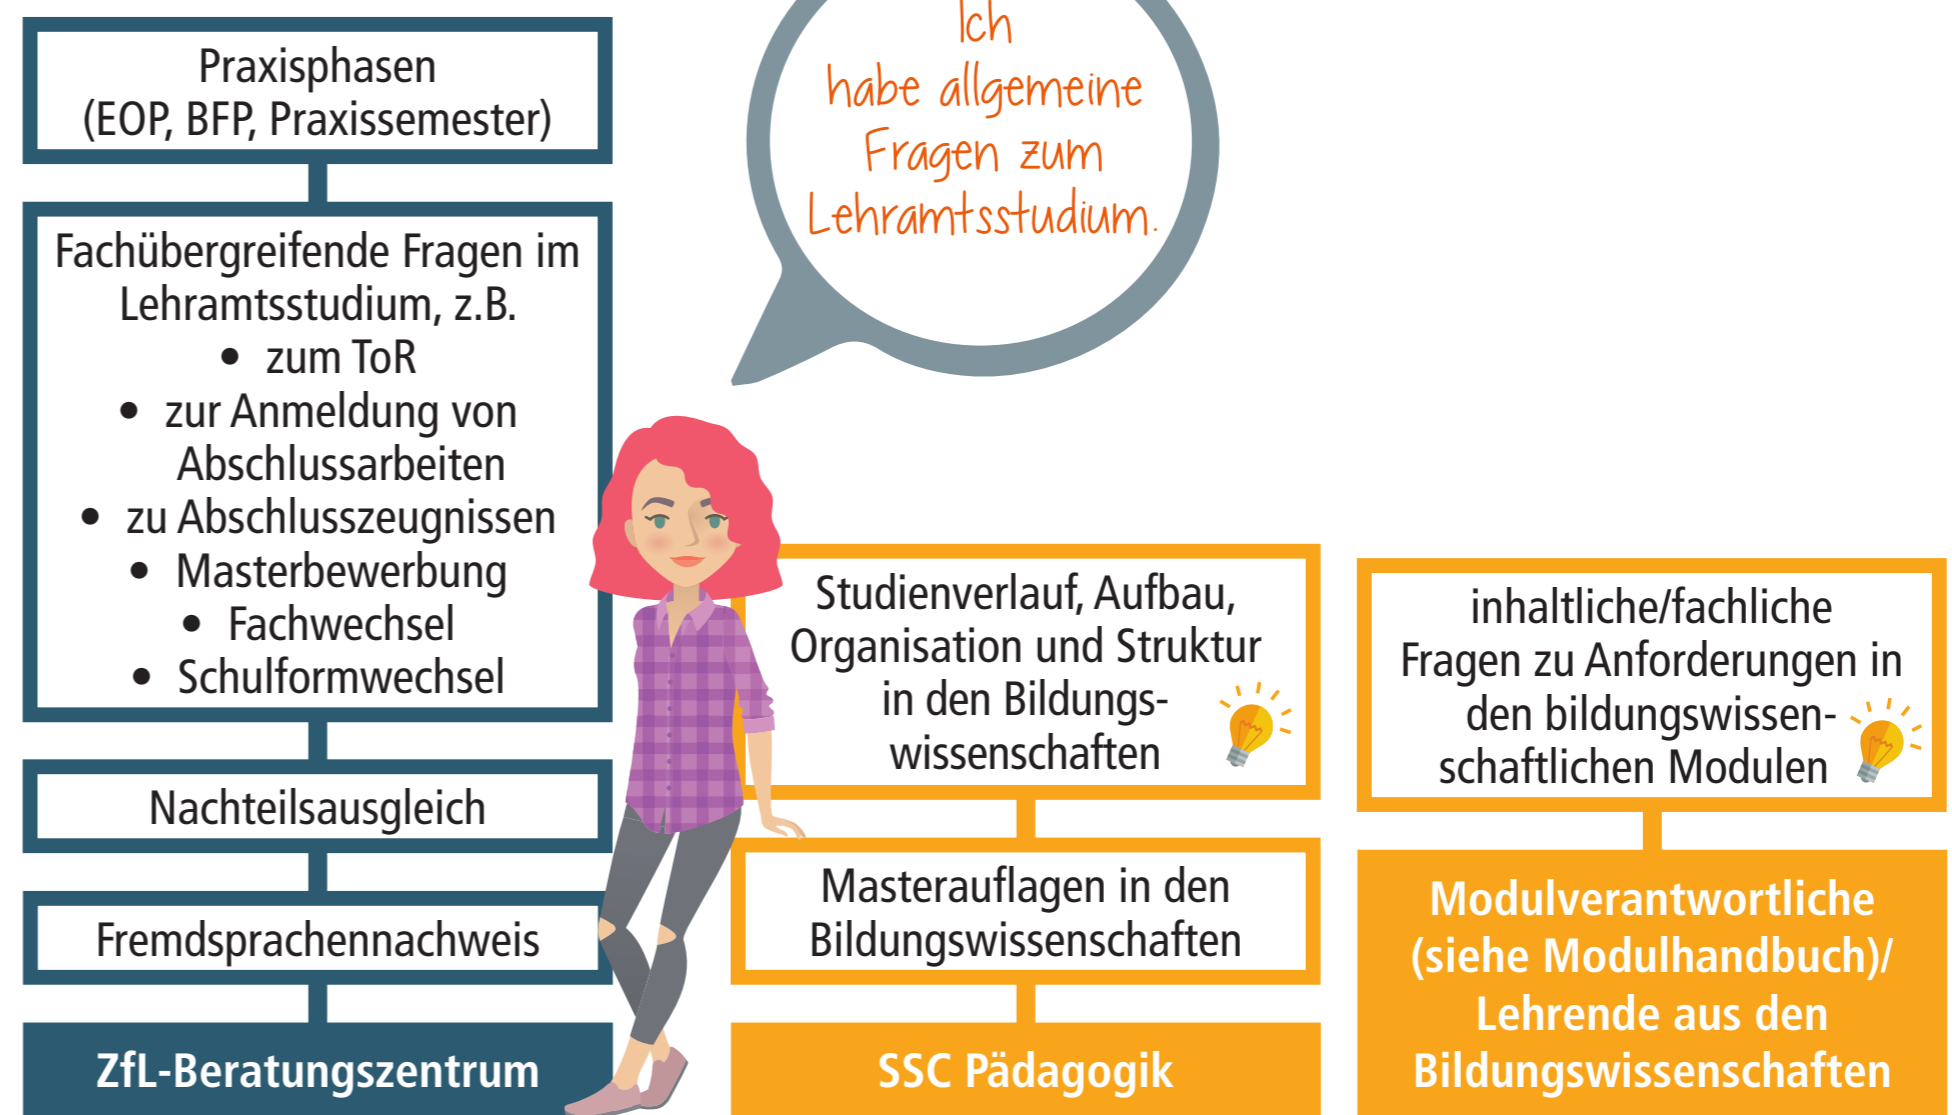 Ich
habe allgemeine
Fragen zum
Lehramtsstudium.
Praxisphasen
(EOP, BFP, Praxissemester)
Fachübergreifende Fragen im
Lehramtsstudium, z.B.
• zum ToR
• zur Anmeldung von
Abschlussarbeiten
• zu Abschlusszeugnissen
• Masterbewerbung
• Fachwechsel
• Schulformwechsel
Nachteilsausgleich
Fremdsprachennachweis
ZfL-Beratungszentrum
Studienverlauf, Aufbau,
Organisation und Struktur
in den Bildungs-
wissenschaften
Masterauflagen in den
Bildungswissenschaften
SSC Pädagogik
inhaltliche/fachliche
Fragen zu Anforderungen in
den bildungswissen-
schaftlichen Modulen
Modulverantwortliche
(siehe Modulhandbuch)/
Lehrende aus den
Bildungswissenschaften